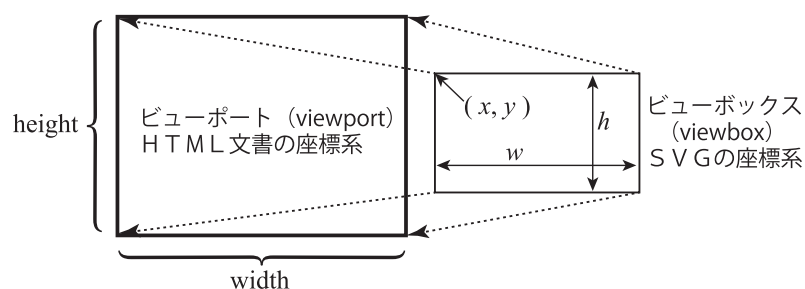 height
ビューポート（viewport）
ＨＴＭＬ文書の座標系
width
(x, y)
h
w
ビューボックス
（viewbox）
ＳＶＧの座標系